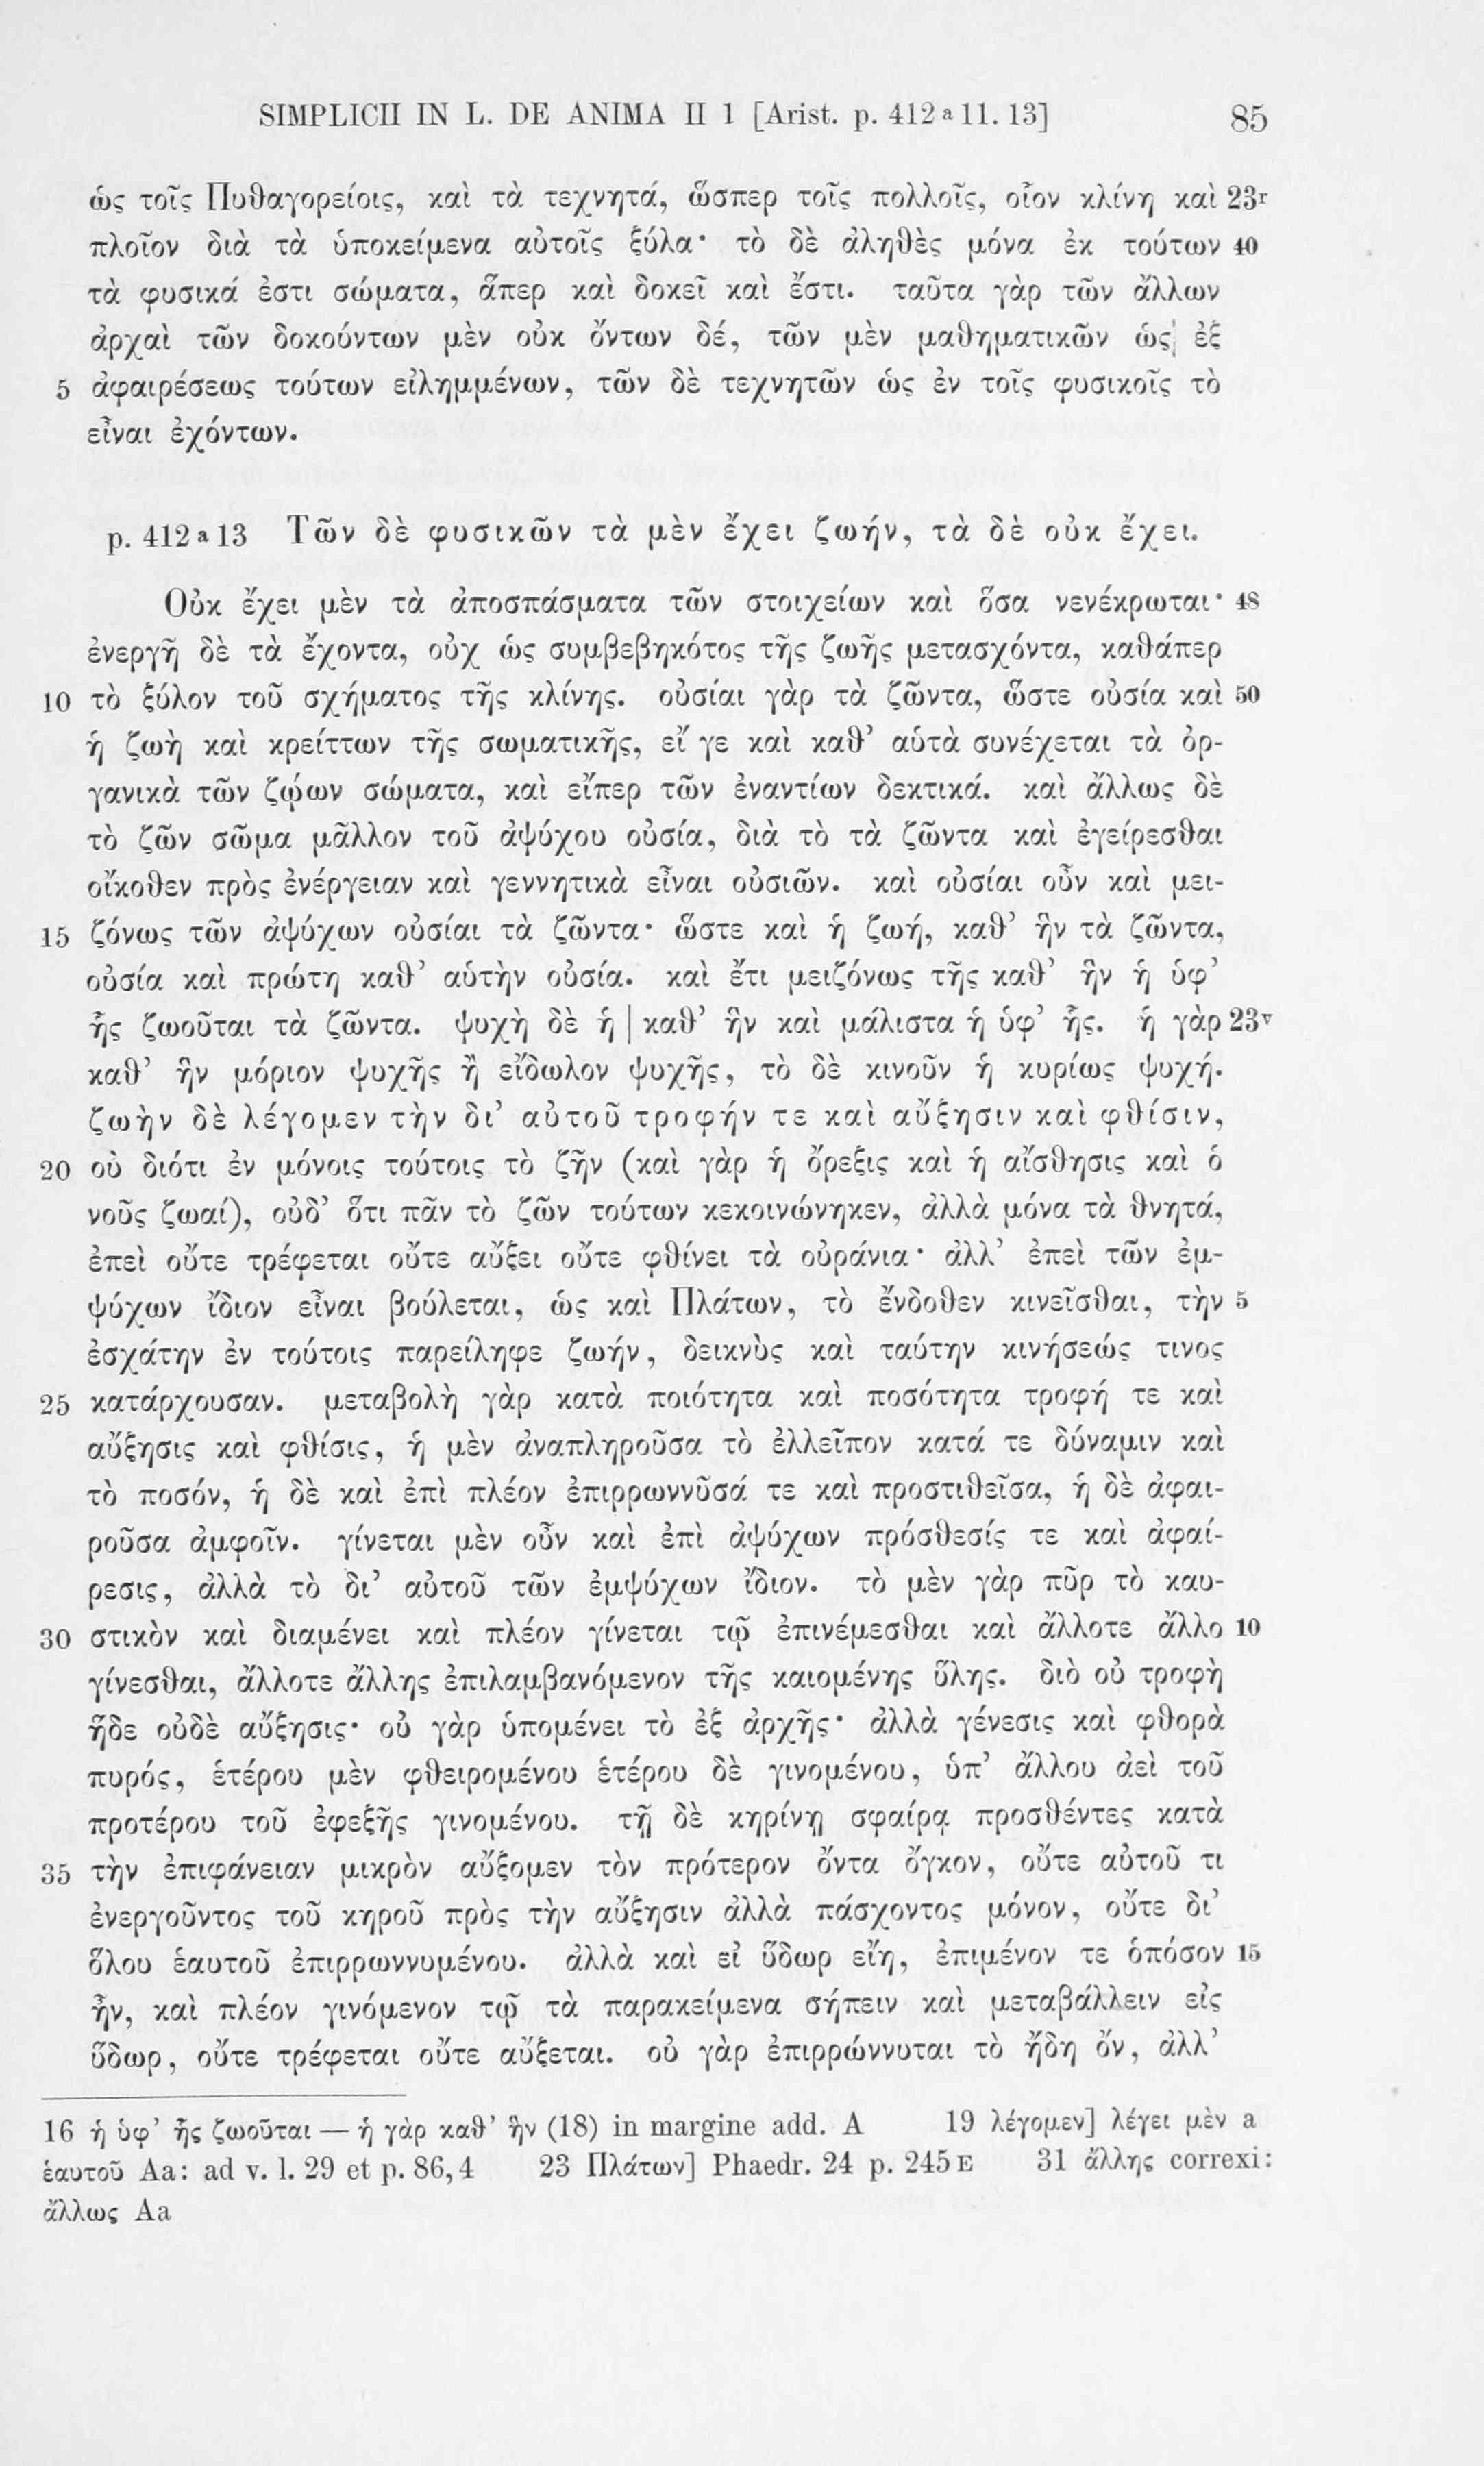 SIMPLICII IN L. DE ANIMA II 1 [Arist. p. 412 a 11. 13] 85
ὡς τοῖς Πυθαγορείοις, καὶ τὰ τεχνητά, ὥσπερ τοῖς πολλοῖς, οἷον κλίνη καὶ 23r
πλοῖον διὰ τὰ ὑποκείμενα αὐτοῖς ξύλα· τὸ δὲ ἀληθὲς μόνα ἐκ τούτων 40
τὰ φυσικά ἐστι σώματα, ἅπερ καὶ δοκεῖ καὶ ἔστι. ταῦτα γὰρ τῶν ἄλλων
ἀρχαὶ τῶν δοκούντων μὲν οὐκ ὄντων δέ, τῶν μὲν μαθηματικῶν ὡς ἐξ
5 ἀφαιρέσεως τούτων εἰλημμένων, τῶν δὲ τεχνητῶν ὡς ἐν τοῖς φυσικοῖς τὸ
εἶναι ἐχόντων.
p. 412 a 13 Τῶν δὲ φυσικῶν τὰ μὲν ἔχει ζωήν, τὰ δὲ οὐκ ἔχει.
Οὐκ ἔχει μὲν τὰ ἀποσπάσματα τῶν στοιχείων καὶ ὅσα νενέκρωται· 48
ἐνεργῆ δὲ τὰ ἔχοντα, οὐχ ὡς συμβεβηκότος τῆς ζωῆς μετασχόντα, καθάπερ
10 τὸ ξύλον τοῦ σχήματος τῆς κλίνης. οὐσίαι γὰρ τὰ ζῶντα, ὥστε οὐσία καὶ 50
ἡ ζωὴ καὶ κρείττων τῆς σωματικῆς, εἴ γε καὶ καθ’ αὑτὰ συνέχεται τὰ ὀρ-
γανικὰ τῶν ζῴων σώματα, καὶ εἴπερ τῶν ἐναντίων δεκτικά. καὶ ἄλλως δὲ
τὸ ζῶν σῶμα μᾶλλον τοῦ ἀψύχου οὐσία, διὰ τὸ τὰ ζῶντα καὶ ἐγείρεσθαι
οἴκοθεν πρὸς ἐνέργειαν καὶ γεννητικὰ εἶναι οὐσιῶν. καὶ οὐσίαι οὖν καὶ μει-
15 ζόνως τῶν ἀψύχων οὐσίαι τὰ ζῶντα· ὥστε καὶ ἡ ζωή, καθ’ ἣν τὰ ζῶντα,
οὐσία καὶ πρώτη καθ’ αὑτὴν οὐσία. καὶ ἔτι μειζόνως τῆς καθ’ ἣν ἡ ὑφ’
ἧς ζωοῦται τὰ ζῶντα. ψυχὴ δὲ ἡ | καθ’ ἣν καὶ μάλιστα ἡ ὑφ’ ἧς. ἡ γὰρ 23v
καθ’ ἣν μόριον ψυχῆς ἢ εἴδωλον ψυχῆς, τὸ δὲ κινοῦν ἡ κυρίως ψυχή.
ζωὴν δὲ λέγομεν τὴν δι’ αὐτοῦ τροφήν τε καὶ αὔξησιν καὶ φθίσιν,
20 οὐ διότι ἐν μόνοις τούτοις τὸ ζῆν (καὶ γὰρ ἡ ὄρεξις καὶ ἡ αἴσθησις καὶ ὁ
νοῦς ζωαί), οὐδ’ ὅτι πᾶν τὸ ζῶν τούτων κεκοινώνηκεν, ἀλλὰ μόνα τὰ θνητά,
ἐπεὶ οὔτε τρέφεται οὔτε αὔξει οὔτε φθίνει τὰ οὐράνια· ἀλλ’ ἐπεὶ τῶν ἐμ-
ψύχων ἴδιον εἶναι βούλεται, ὡς καὶ Πλάτων, τὸ ἔνδοθεν κινεῖσθαι, τὴν 5
ἐσχάτην ἐν τούτοις παρείληφε ζωήν, δεικνὺς καὶ ταύτην κινήσεώς τινος
25 κατάρχουσαν. μεταβολὴ γὰρ κατὰ ποιότητα καὶ ποσότητα τροφή τε καὶ
αὔξησις καὶ φθίσις, ἡ μὲν ἀναπληροῦσα τὸ ἐλλεῖπον κατά τε δύναμιν καὶ
τὸ ποσόν, ἡ δὲ καὶ ἐπὶ πλέον ἐπιρρωννῦσά τε καὶ προστιθεῖσα, ἡ δὲ ἀφαι-
ροῦσα ἀμφοῖν. γίνεται μὲν οὖν καὶ ἐπὶ ἀψύχων πρόσθεσίς τε καὶ ἀφαί-
ρεσις, ἀλλὰ τὸ δι’ αὐτοῦ τῶν ἐμψύχων ἴδιον. τὸ μὲν γὰρ πῦρ τὸ καυ-
30 στικὸν καὶ διαμένει καὶ πλέον γίνεται τῷ ἐπινέμεσθαι καὶ ἄλλοτε ἄλλο 10
γίνεσθαι, ἄλλοτε ἄλλης ἐπιλαμβανόμενον τῆς καιομένης ὕλης. διὸ οὐ τροφὴ
ἥδε οὐδὲ αὔξησις· οὐ γὰρ ὑπομένει τὸ ἐξ ἀρχῆς· ἀλλὰ γένεσις καὶ φθορὰ
πυρός, ἑτέρου μὲν φθειρομένου ἑτέρου δὲ γινομένου, ὑπ’ ἄλλου ἀεὶ τοῦ
προτέρου τοῦ ἐφεξῆς γινομένου. τῇ δὲ κηρίνῃ σφαίρᾳ προσθέντες κατὰ
35 τὴν ἐπιφάνειαν μικρὸν αὔξομεν τὸν πρότερον ὄντα ὄγκον, οὔτε αὐτοῦ τι
ἐνεργοῦντος τοῦ κηροῦ πρὸς τὴν αὔξησιν ἀλλὰ πάσχοντος μόνον, οὔτε δι’
ὅλου ἑαυτοῦ ἐπιρρωννυμένου. ἀλλὰ καὶ εἰ ὕδωρ εἴη, ἐπιμένον τε ὁπόσον 15
ἦν, καὶ πλέον γινόμενον τῷ τὰ παρακείμενα σήπειν καὶ μεταβάλλειν εἰς
ὕδωρ, οὔτε τρέφεται οὔτε αὔξεται. οὐ γὰρ ἐπιρρώννυται τὸ ἤδη ὄν, ἀλλ’
16 ἡ ὑφ’ ἧς ζωοῦται — ἡ γὰρ καθ’ ἣν (18) in margine add. A 19 λέγομεν] λέγει μὲν a
ἑαυτοῦ Aa: ad v. l. 29 et p. 86,4 23 Πλάτων] Phaedr. 24 p. 245 E 31 ἄλλης correxi:
ἄλλως Aa